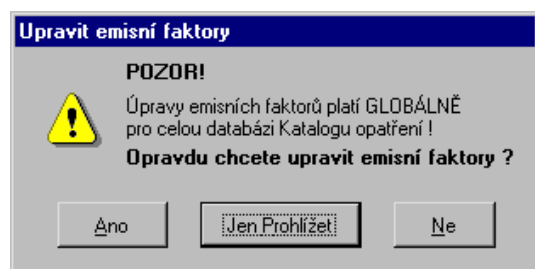 Upravit emisní faktory
POZOR!
Úpravy emisních faktorů platí GLOBÁLNĚ
pro celou databázi Katalogu opatření !
Opravdu chcete upravit emisní faktory ?
Ano
Jen Prohlížet
Ne